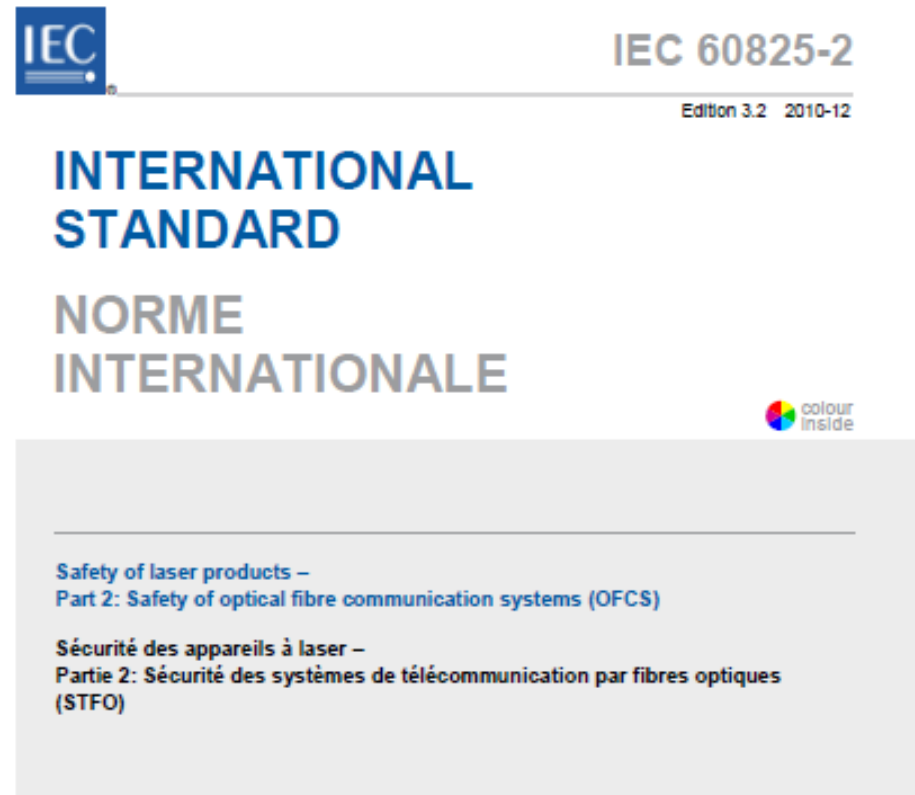 IEC
®
IEC 60825-2
Edition 3.2 2010-12
INTERNATIONAL
STANDARD
NORME
INTERNATIONALE
colour
inside
Safety of laser products –
Part 2: Safety of optical fibre communication systems (OFCS)
Sécurité des appareils à laser –
Partie 2: Sécurité des systèmes de télécommunication par fibres optiques
(STFO)